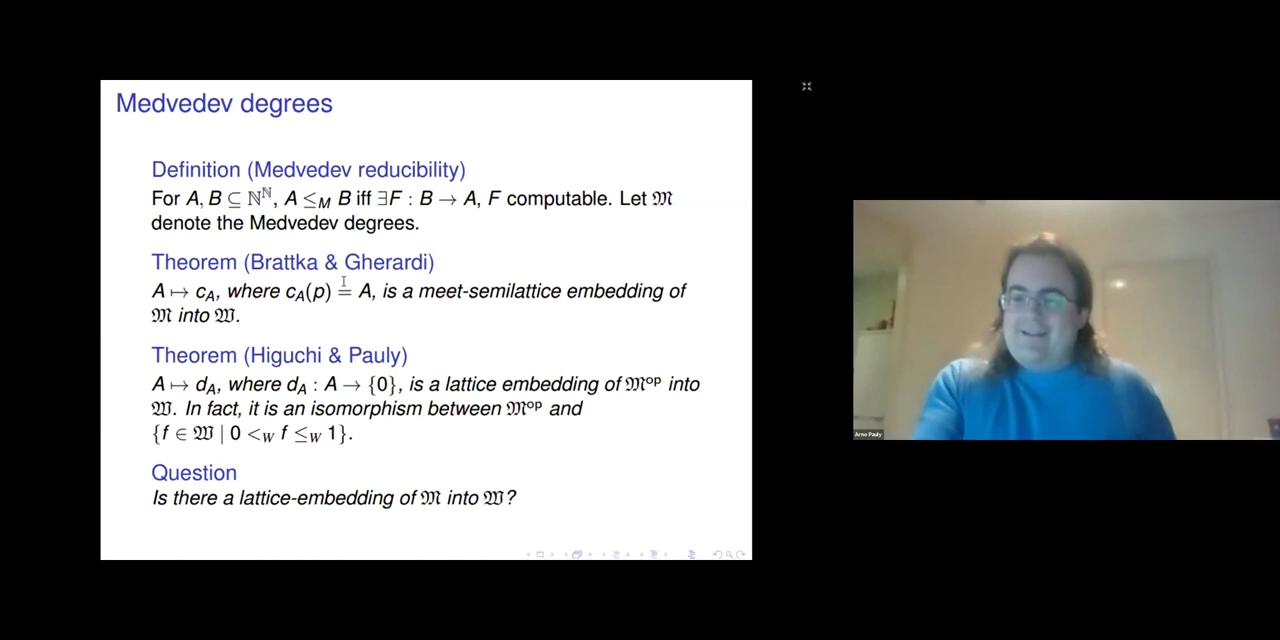 Medvedev degrees
Definition (Medvedev reducibility)
For A, B ⊆ ℕ^ℕ, A ≤_M B iff ∃F : B → A, F computable. Let 𝔐
denote the Medvedev degrees.
Theorem (Brattka & Gherardi)
A ↦ c_A, where c_A(p) = A, is a meet-semilattice embedding of
𝔐 into 𝔚.
Theorem (Higuchi & Pauly)
A ↦ d_A, where d_A : A → {0}, is a lattice embedding of 𝔐^op into
𝔚. In fact, it is an isomorphism between 𝔐^op and
{f ∈ 𝔚 | 0 <_W f ≤_W 1}.
Question
Is there a lattice-embedding of 𝔐 into 𝔚?
Arno Pauly